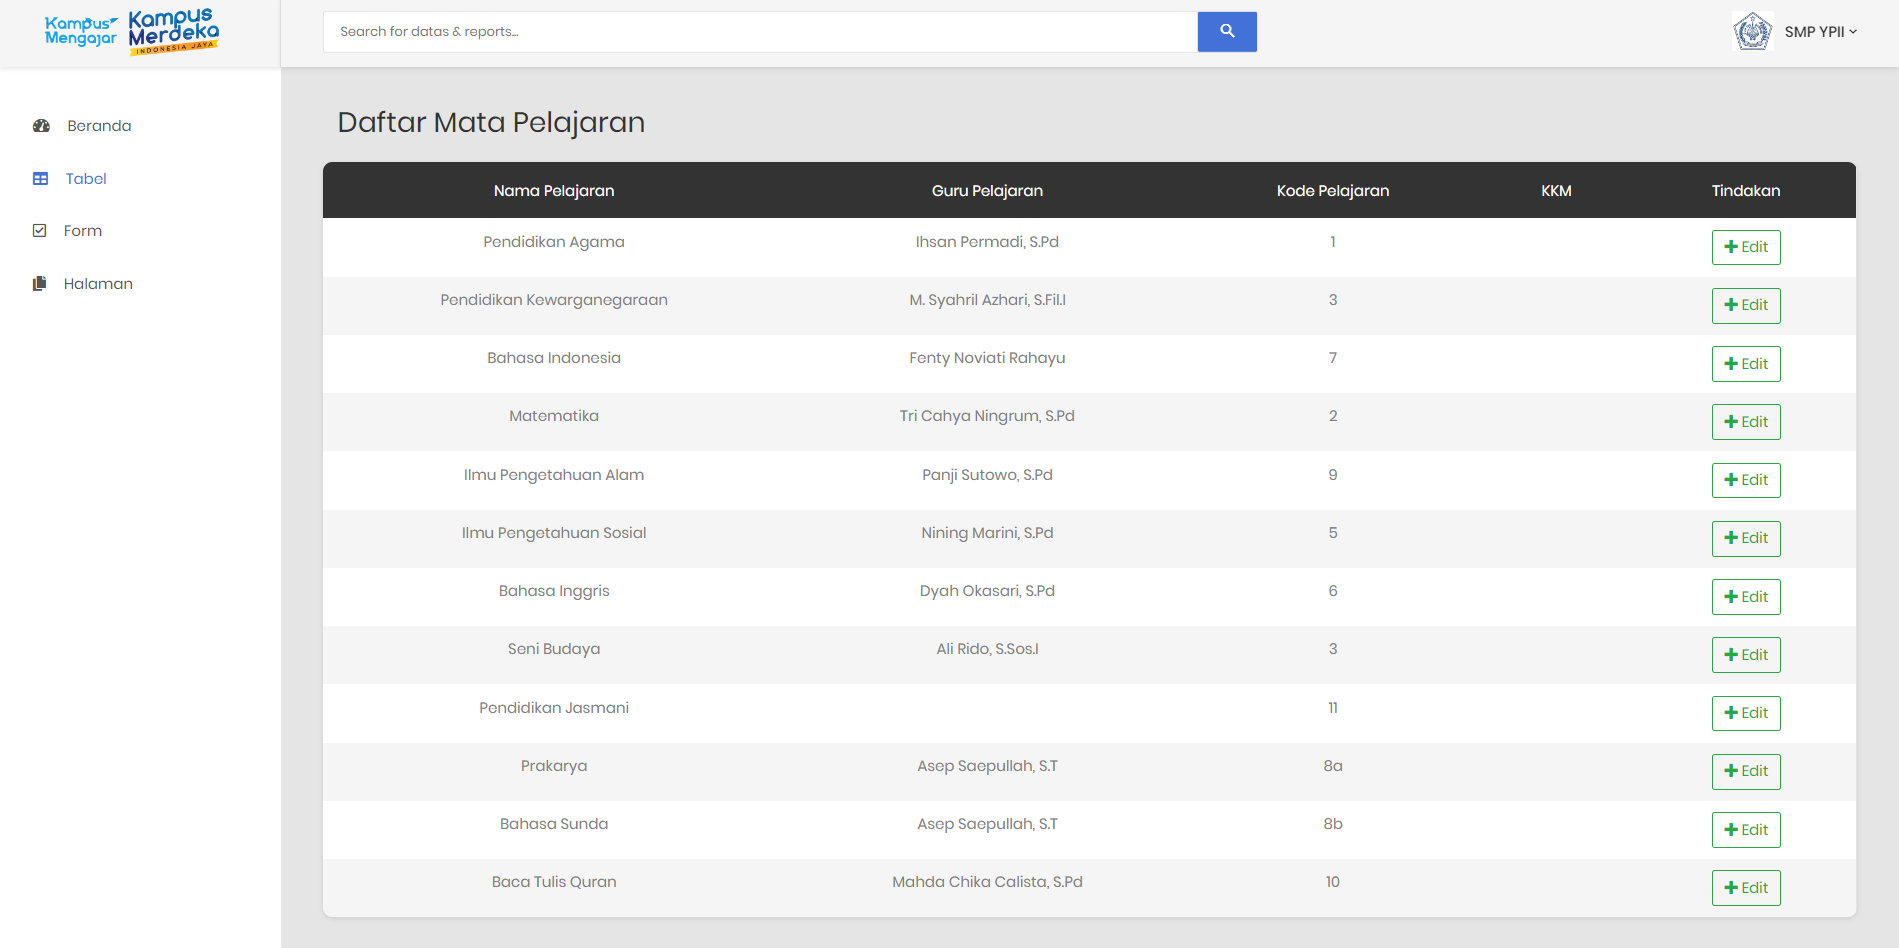 Kampus Mengajar
Kampus Merdeka
INDONESIA JAYA
Search for datas & reports...
SMP YPII
Beranda
Tabel
Form
Halaman
Daftar Mata Pelajaran
Nama Pelajaran Guru Pelajaran Kode Pelajaran KKM Tindakan
Pendidikan Agama Ihsan Permadi, S.Pd 1 Edit
Pendidikan Kewarganegaraan M. Syahril Azhari, S.Fil.I 3 Edit
Bahasa Indonesia Fenty Noviati Rahayu 7 Edit
Matematika Tri Cahya Ningrum, S.Pd 2 Edit
Ilmu Pengetahuan Alam Panji Sutowo, S.Pd 9 Edit
Ilmu Pengetahuan Sosial Nining Marini, S.Pd 5 Edit
Bahasa Inggris Dyah Okasari, S.Pd 6 Edit
Seni Budaya Ali Rido, S.Sos.I 3 Edit
Pendidikan Jasmani 11 Edit
Prakarya Asep Saepullah, S.T 8a Edit
Bahasa Sunda Asep Saepullah, S.T 8b Edit
Baca Tulis Quran Mahda Chika Calista, S.Pd 10 Edit